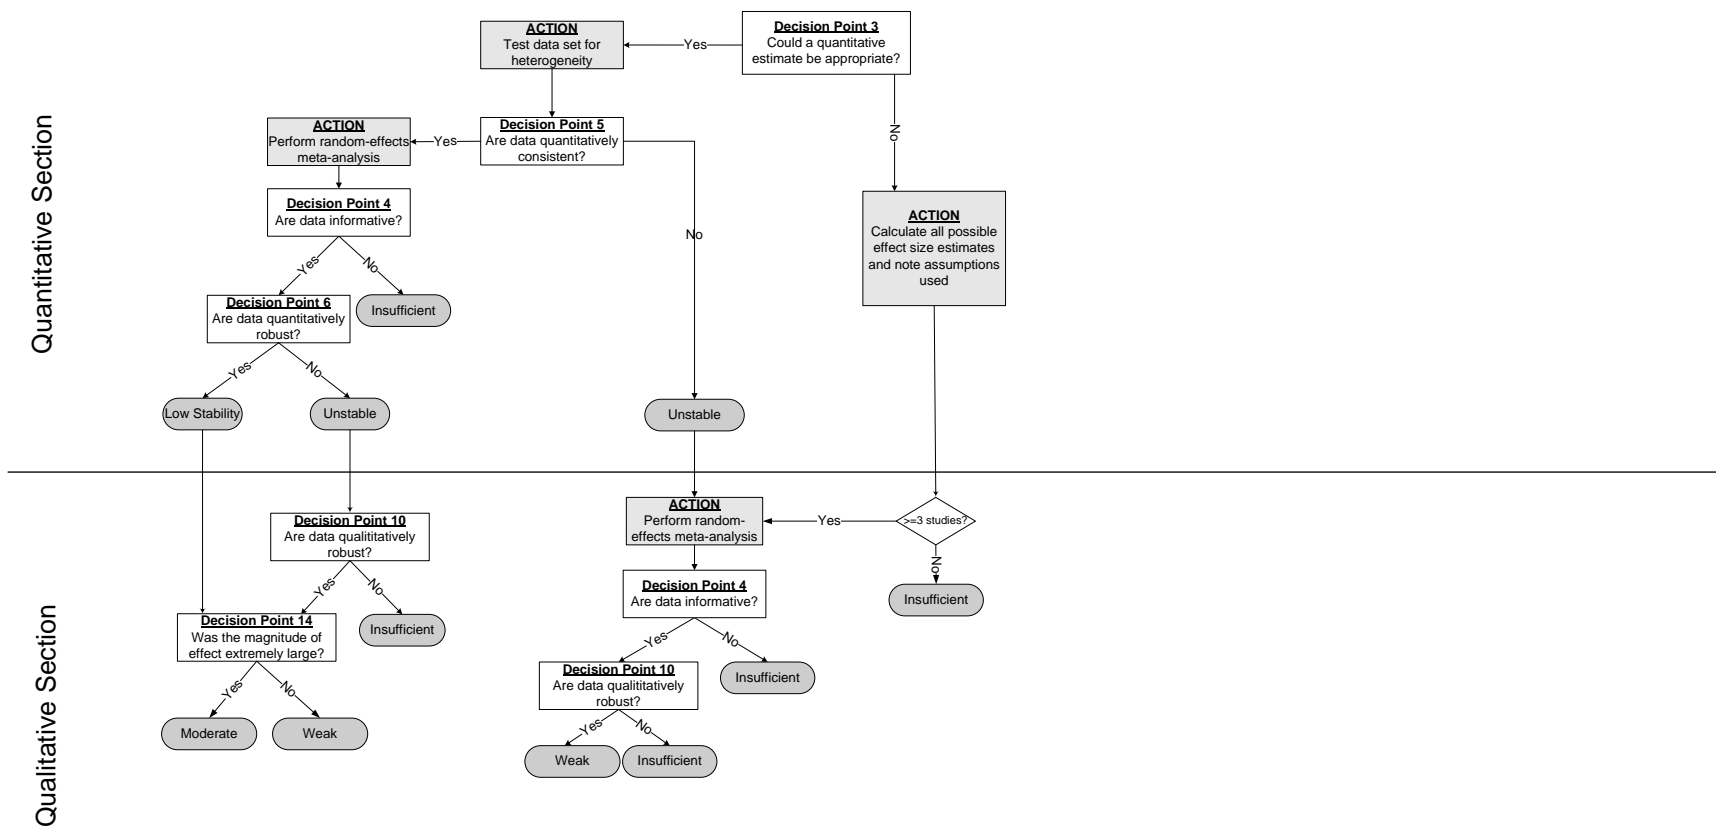 Quantitative Section
ACTION
Test data set for
heterogeneity
Yes
Decision Point 3
Could a quantitative
estimate be appropriate?
No
ACTION
Perform random-effects
meta-analysis
Yes
Decision Point 5
Are data quantitatively
consistent?
No
Decision Point 4
Are data informative?
ACTION
Calculate all possible
effect size estimates
and note assumptions
used
Yes
No
Decision Point 6
Are data quantitatively
robust?
Insufficient
Yes
No
Low Stability
Unstable
Unstable
Qualitative Section
Decision Point 10
Are data qualititatively
robust?
ACTION
Perform random-
effects meta-analysis
Yes
>=3 studies?
No
Insufficient
Yes
No
Insufficient
Decision Point 14
Was the magnitude of
effect extremely large?
Yes
No
Moderate
Weak
Decision Point 4
Are data informative?
Yes
No
Insufficient
Decision Point 10
Are data qualititatively
robust?
Yes
No
Weak
Insufficient